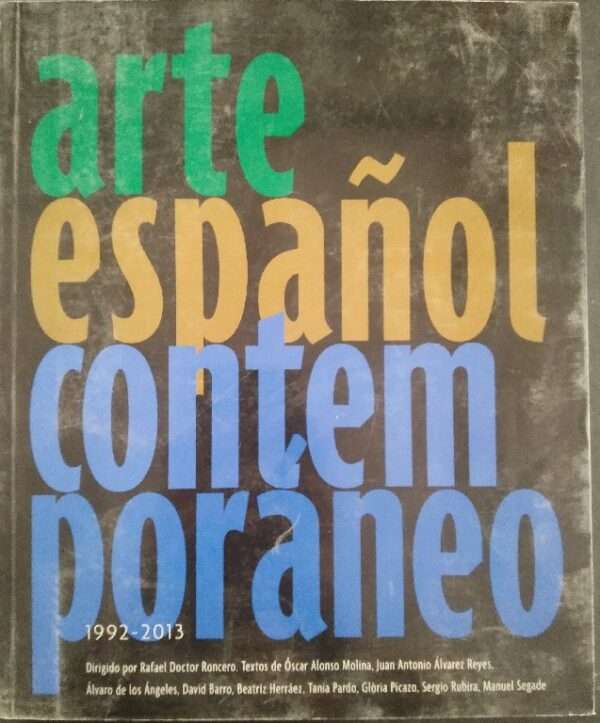 arte
español
contem
poráneo
1992-2013
Dirigido por Rafael Doctor Roncero. Textos de Óscar Alonso Molina, Juan Antonio Álvarez Reyes,
Álvaro de los Ángeles, David Barro, Beatriz Herráez, Tania Pardo, Glòria Picazo, Sergio Rubira, Manuel Segade